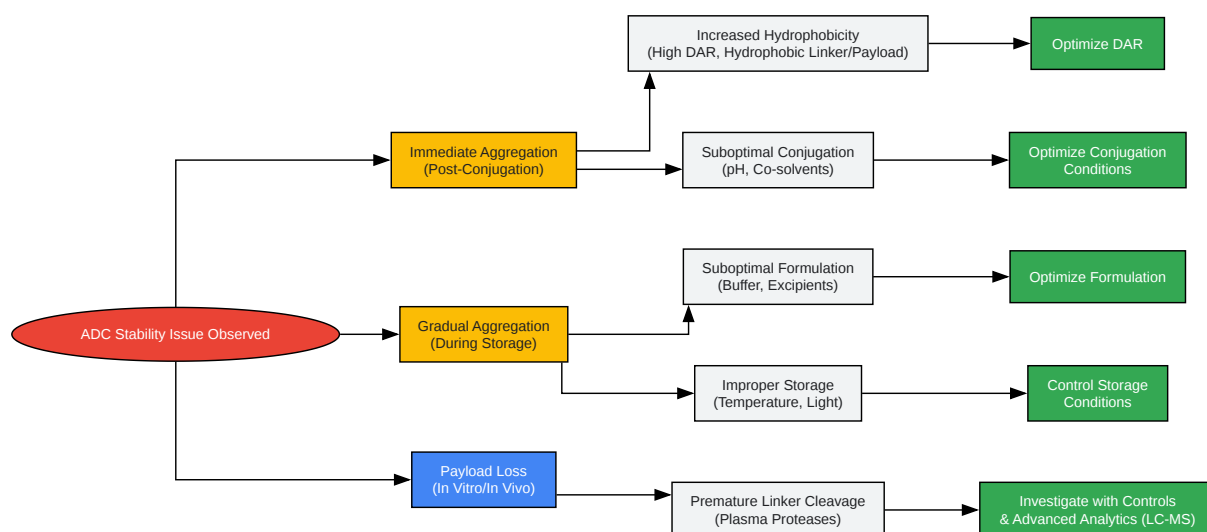 Increased Hydrophobicity
(High DAR, Hydrophobic Linker/Payload)
Optimize DAR
Immediate Aggregation
(Post-Conjugation)
Suboptimal Conjugation
(pH, Co-solvents)
Optimize Conjugation
Conditions
Suboptimal Formulation
(Buffer, Excipients)
Optimize Formulation
ADC Stability Issue Observed
Gradual Aggregation
(During Storage)
Improper Storage
(Temperature, Light)
Control Storage
Conditions
Payload Loss
(In Vitro/In Vivo)
Premature Linker Cleavage
(Plasma Proteases)
Investigate with Controls
& Advanced Analytics (LC-MS)